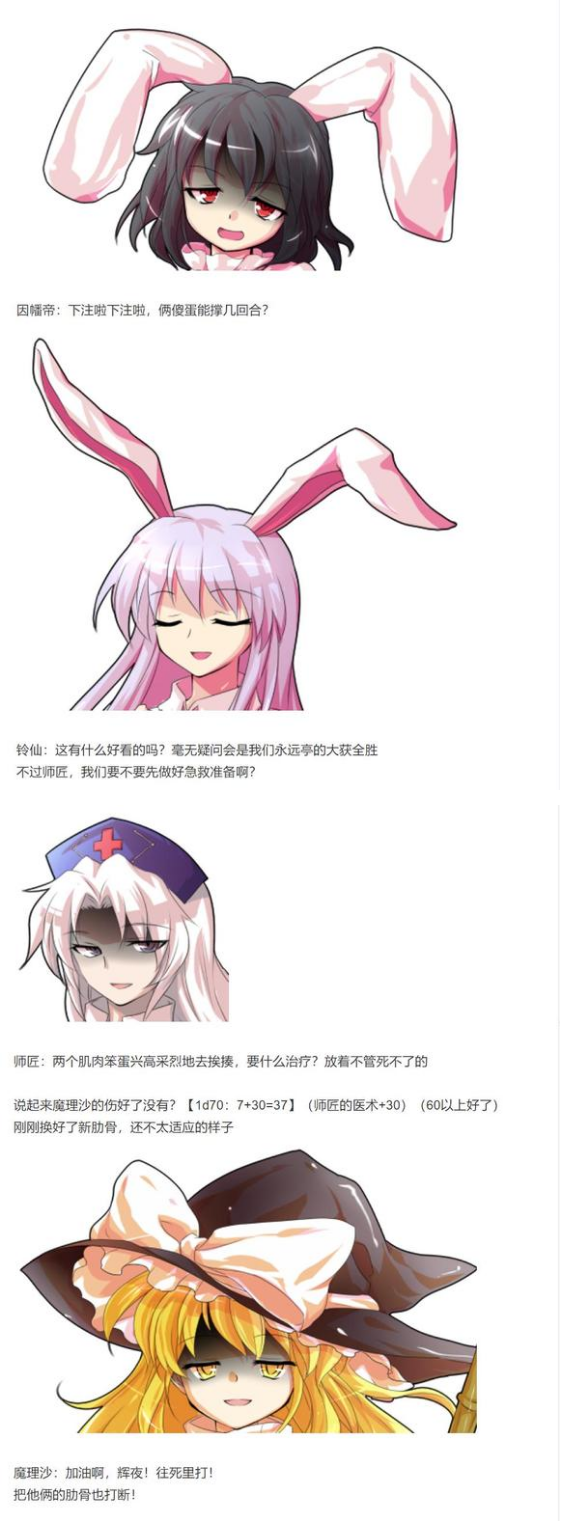 因幡帝：下注啦下注啦，俩傻蛋能撑几回合？
铃仙：这有什么好看的吗？毫无疑问会是我们永远亭的大获全胜
不过师匠，我们要不要先做好急救准备啊？
师匠：两个肌肉笨蛋兴高采烈地去挨揍，要什么治疗？放着不管死不了的
说起来魔理沙的伤好了没有？【1d70：7+30=37】（师匠的医术+30）（60以上好了）
刚刚换好了新肋骨，还不太适应的样子
魔理沙：加油啊，辉夜！往死里打！
把他俩的肋骨也打断！